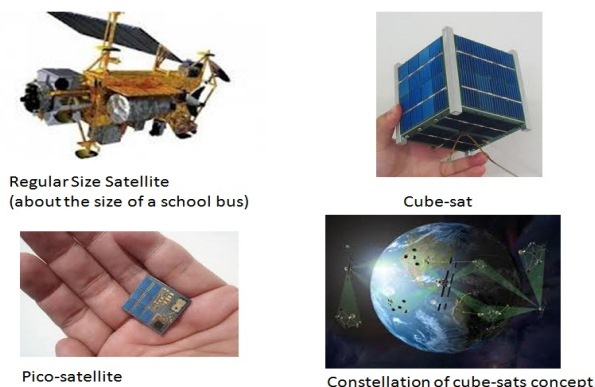 Regular Size Satellite
(about the size of a school bus)
Cube-sat
Pico-satellite
Constellation of cube-sats concept